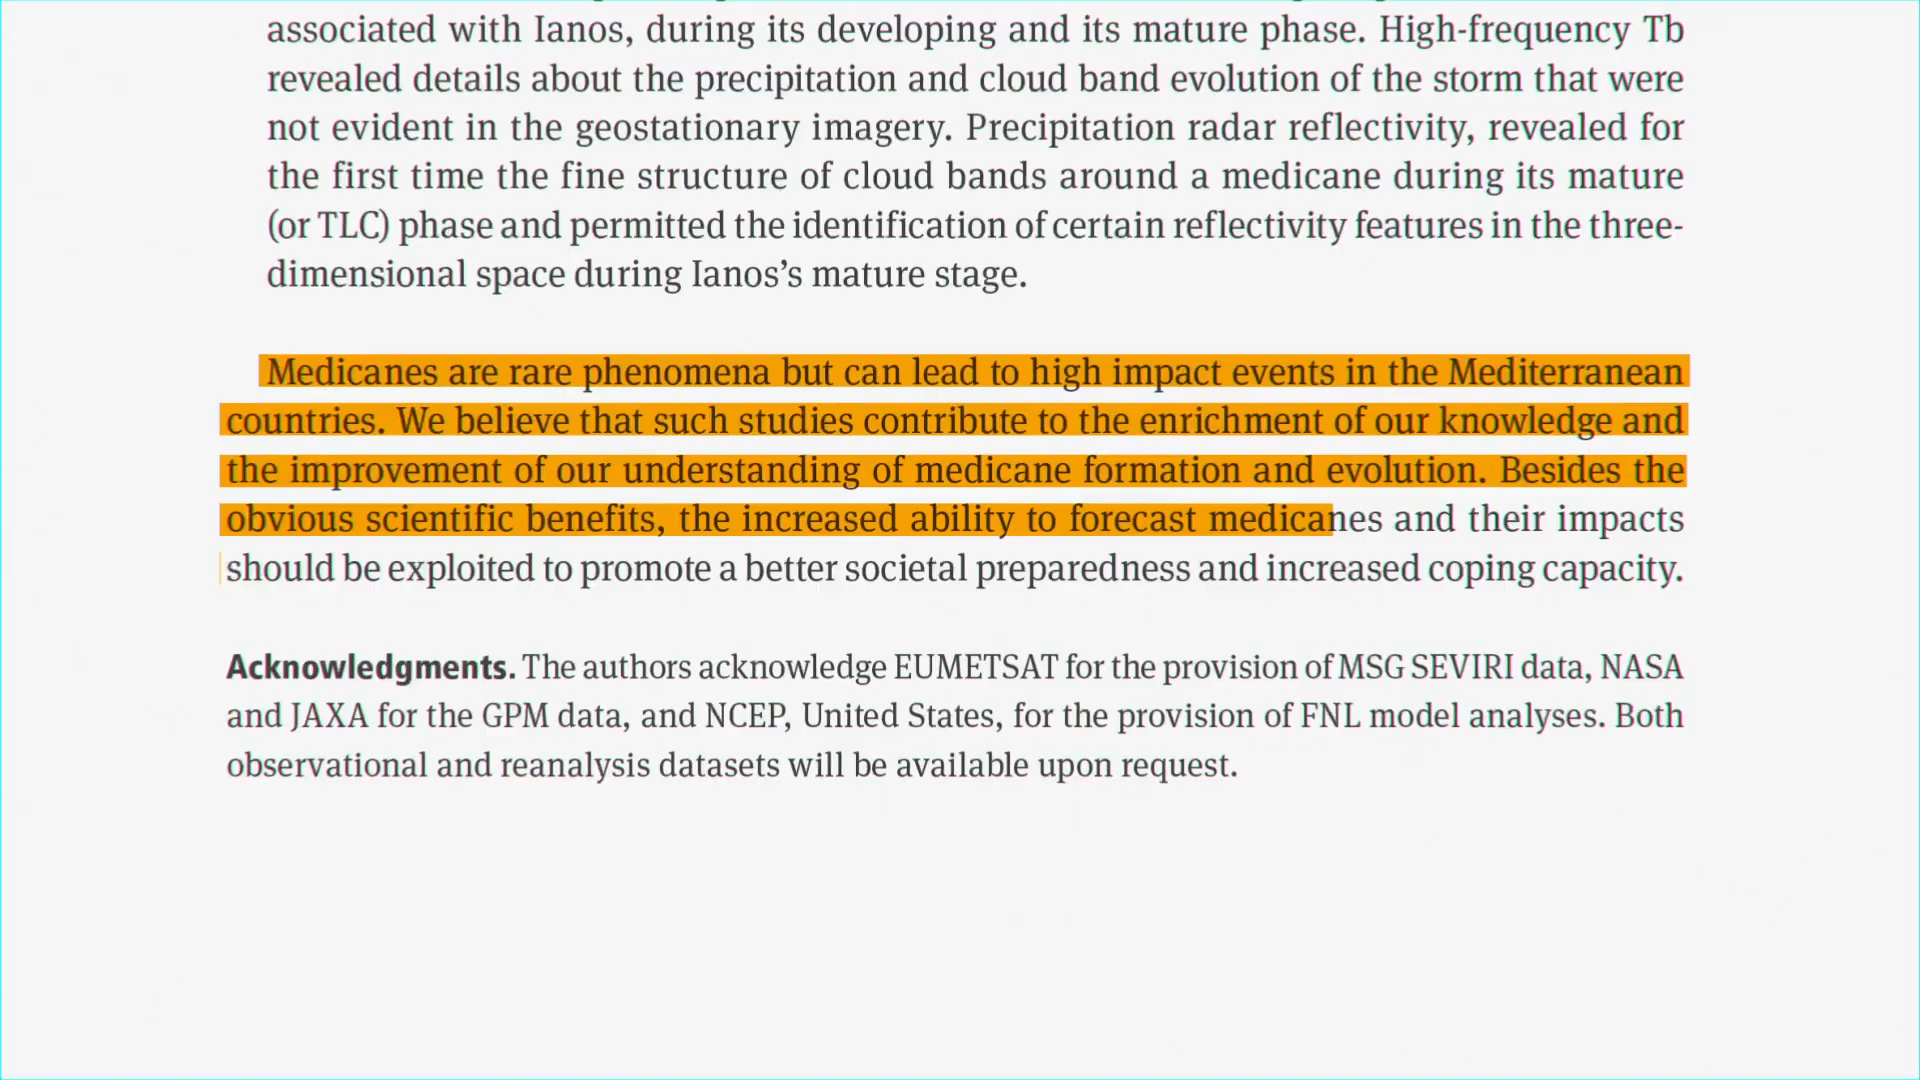 associated with Ianos, during its developing and its mature phase. High-frequency Tb
revealed details about the precipitation and cloud band evolution of the storm that were
not evident in the geostationary imagery. Precipitation radar reflectivity, revealed for
the first time the fine structure of cloud bands around a medicane during its mature
(or TLC) phase and permitted the identification of certain reflectivity features in the three-
dimensional space during Ianos’s mature stage.
Medicanes are rare phenomena but can lead to high impact events in the Mediterranean
countries. We believe that such studies contribute to the enrichment of our knowledge and
the improvement of our understanding of medicane formation and evolution. Besides the
obvious scientific benefits, the increased ability to forecast medicanes and their impacts
should be exploited to promote a better societal preparedness and increased coping capacity.
Acknowledgments. The authors acknowledge EUMETSAT for the provision of MSG SEVIRI data, NASA
and JAXA for the GPM data, and NCEP, United States, for the provision of FNL model analyses. Both
observational and reanalysis datasets will be available upon request.